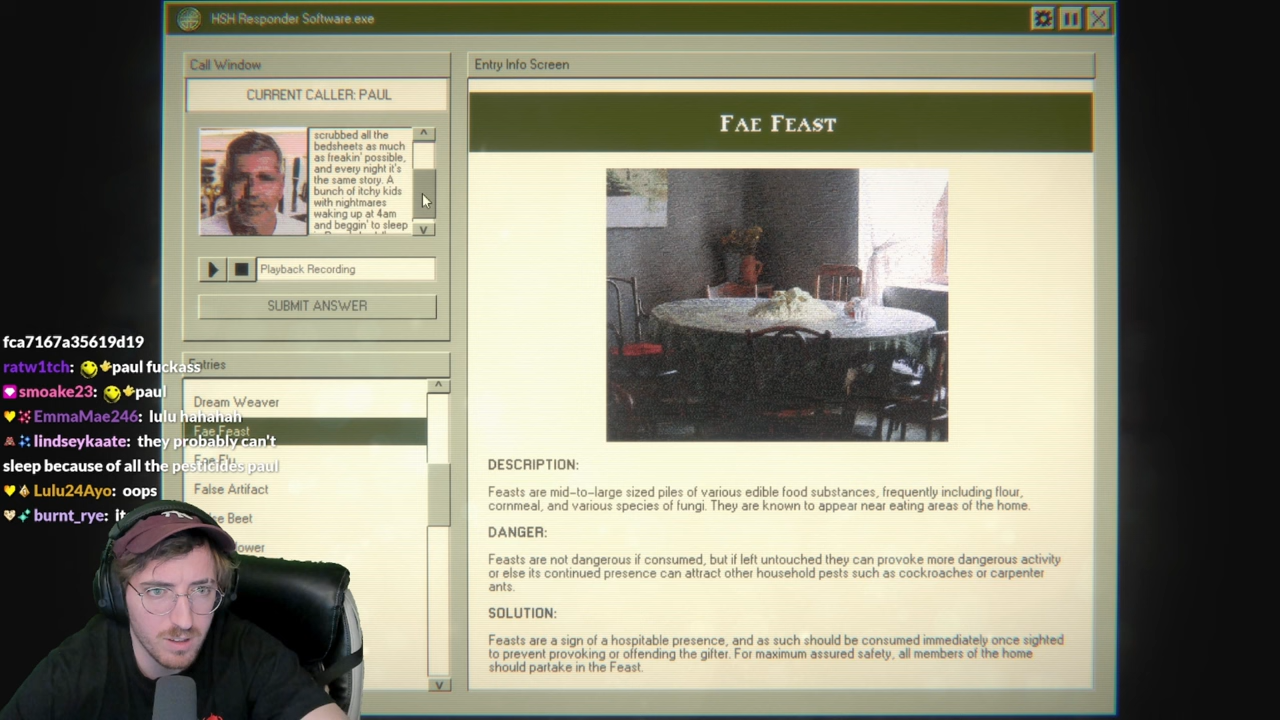 HSH Responder Software.exe
Call Window
CURRENT CALLER: PAUL
scrubbed all the
bedsheets as much
as freakin' possible,
and every night it's
the same story. A
bunch of itchy kids
with nightmares
waking up at 4am
and beggin' to sleep
Playback Recording
SUBMIT ANSWER
Entries
Dream Weaver
Fae Feast
Fae Flu
False Artifact
Beet
Entry Info Screen
FAE FEAST
DESCRIPTION:
Feasts are mid-to-large sized piles of various edible food substances, frequently including flour,
cornmeal, and various species of fungi. They are known to appear near eating areas of the home.
DANGER:
Feasts are not dangerous if consumed, but if left untouched they can provoke more dangerous activity
or else its continued presence can attract other household pests such as cockroaches or carpenter
ants.
SOLUTION:
Feasts are a sign of a hospitable presence, and as such should be consumed immediately once sighted
to prevent provoking or offending the gifter. For maximum assured safety, all members of the home
should partake in the Feast.
fca7167a35619d19
ratw1tch: paul fuckass
smoake23: paul
EmmaMae246: lulu hahahah
lindseykaate: they probably can't
sleep because of all the pesticides paul
Lulu24Ayo: oops
burnt_rye: it